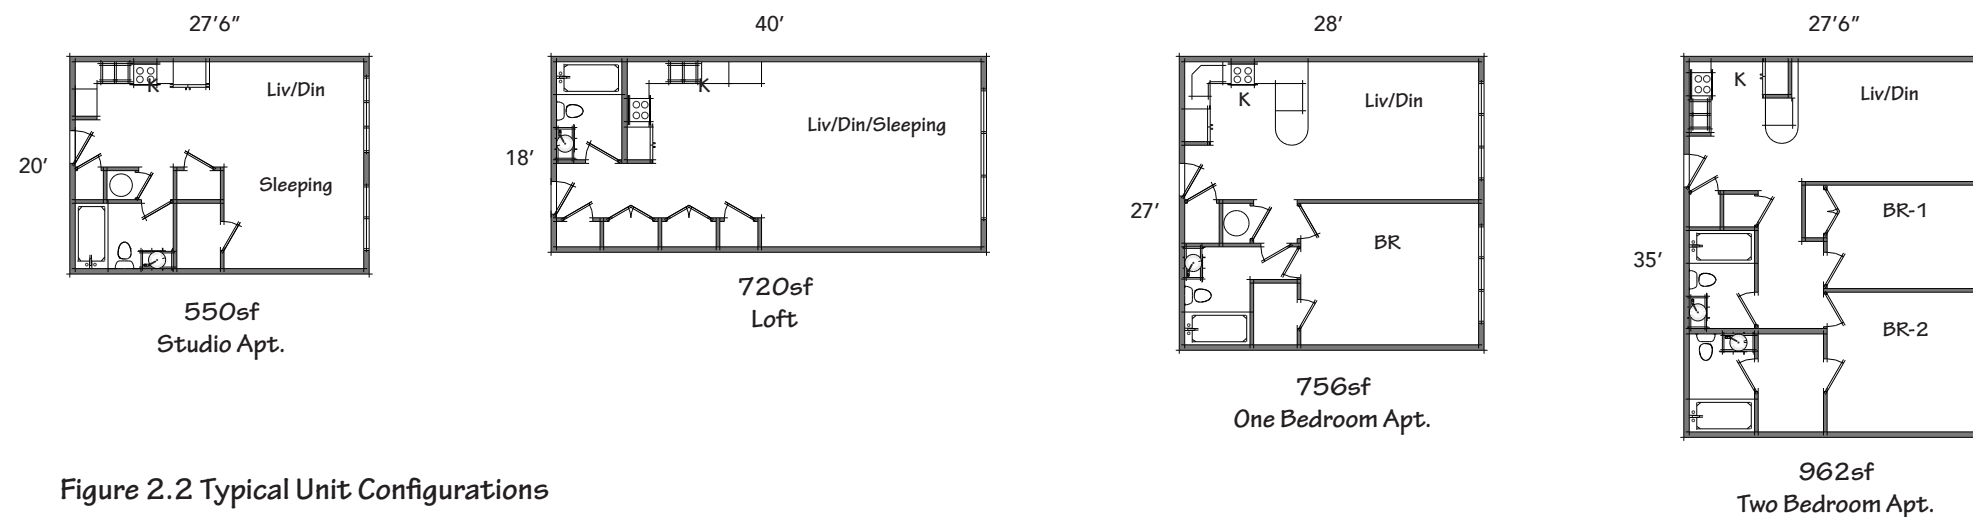 27’6”
20’
K
Liv/Din
Sleeping
550sf
Studio Apt.
40’
18’
K
Liv/Din/Sleeping
720sf
Loft
28’
27’
K
Liv/Din
BR
756sf
One Bedroom Apt.
27’6”
35’
K
Liv/Din
BR-1
BR-2
962sf
Two Bedroom Apt.
Figure 2.2 Typical Unit Configurations